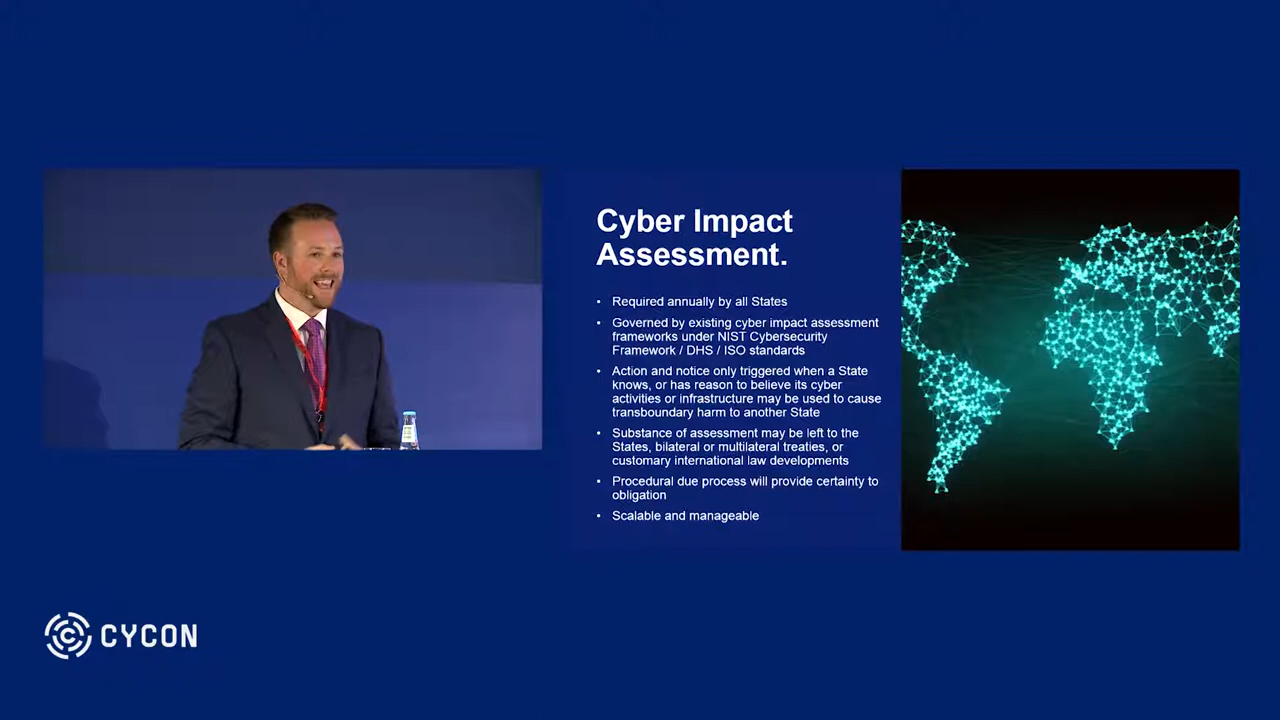 Cyber Impact
Assessment.
• Required annually by all States
• Governed by existing cyber impact assessment
frameworks under NIST Cybersecurity
Framework / DHS / ISO standards
• Action and notice only triggered when a State
knows, or has reason to believe its cyber
activities or infrastructure may be used to cause
transboundary harm to another State
• Substance of assessment may be left to the
States, bilateral or multilateral treaties, or
customary international law developments
• Procedural due process will provide certainty to
obligation
• Scalable and manageable
CYCON